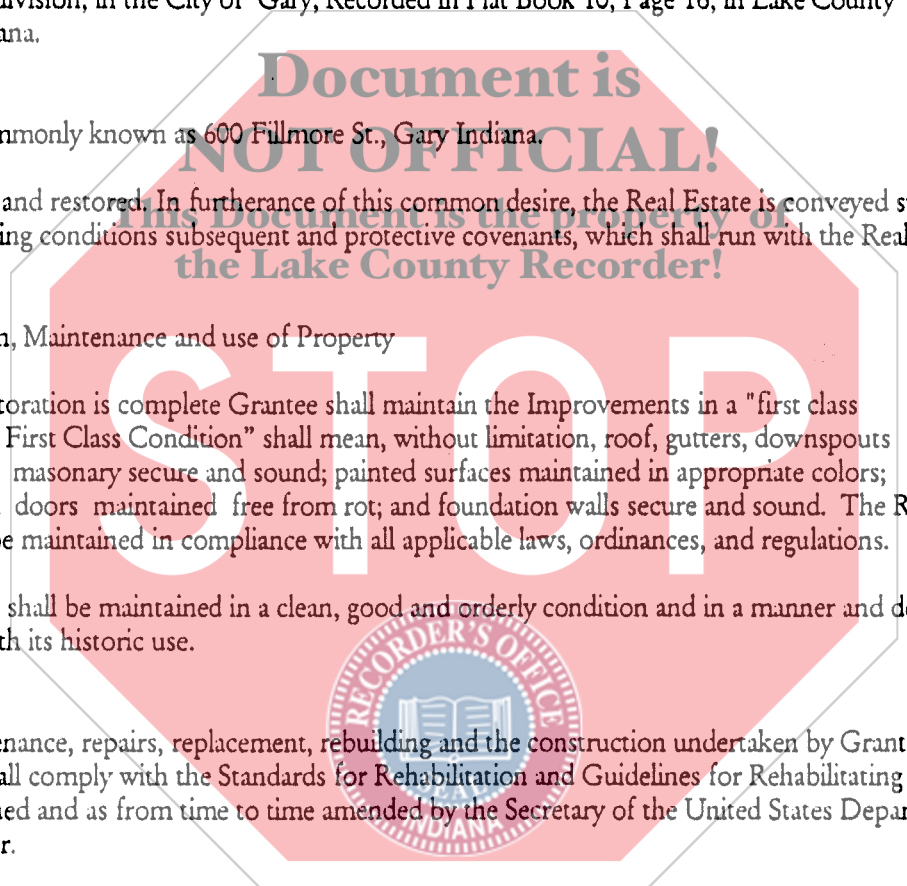 division, in the City of Gary, Recorded in Plat Book 10, Page 16, in Lake County
ana.
Document is
mmonly known as 600 Fillmore St., Gary Indiana.
NOT OFFICIAL!
and restored. In furtherance of this common desire, the Real Estate is conveyed s
This Document is the property of
ing conditions subsequent and protective covenants, which shall run with the Real
the Lake County Recorder!
n, Maintenance and use of Property
STOP
toration is complete Grantee shall maintain the Improvements in a "first class
First Class Condition” shall mean, without limitation, roof, gutters, downspouts
masonary secure and sound; painted surfaces maintained in appropriate colors;
doors maintained free from rot; and foundation walls secure and sound. The R
be maintained in compliance with all applicable laws, ordinances, and regulations.
shall be maintained in a clean, good and orderly condition and in a manner and de
th its historic use.
RECORDER'S OFFICE
enance, repairs, replacement, rebuilding and the construction undertaken by Grant
all comply with the Standards for Rehabilitation and Guidelines for Rehabilitating
SEAL
ned and as from time to time amended by the Secretary of the United States Depar
INDIANA
r.